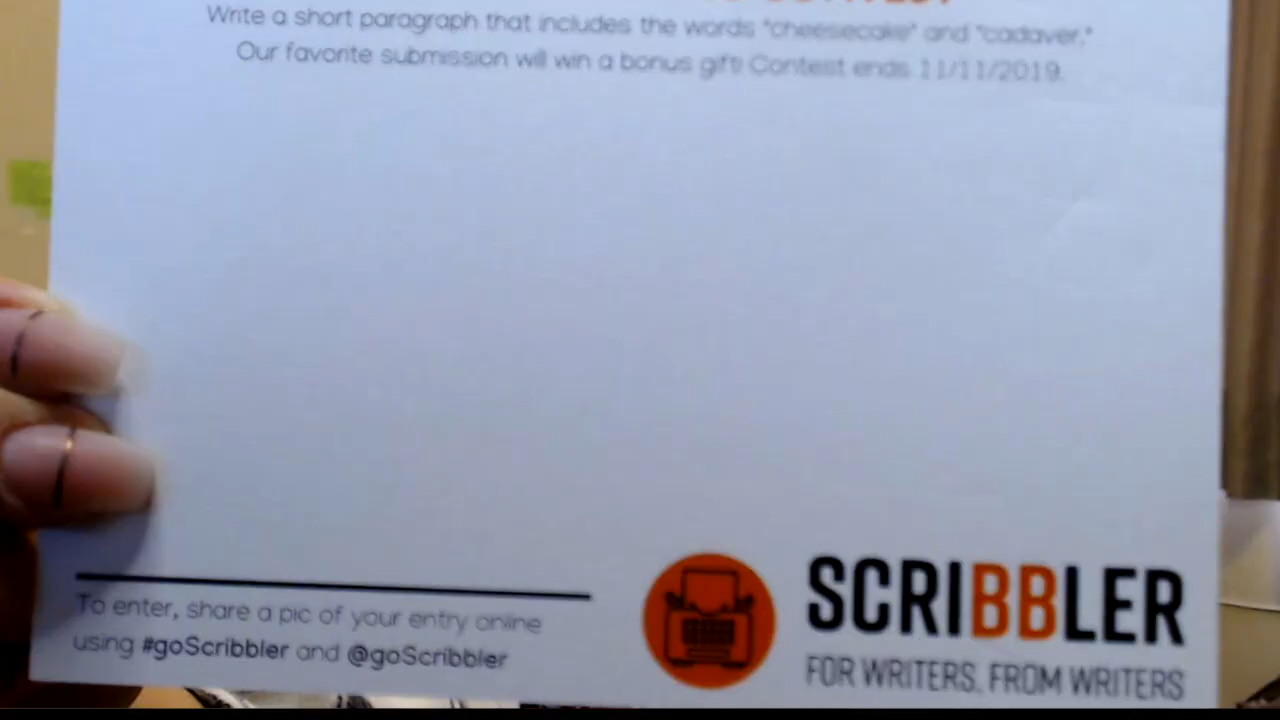 Write a short paragraph that includes the words "cheesecake" and "cadaver."
Our favorite submission will win a bonus gift! Contest ends 11/11/2019.
To enter, share a pic of your entry online
using #goScribbler and @goScribbler
SCRIBBLER
FOR WRITERS, FROM WRITERS